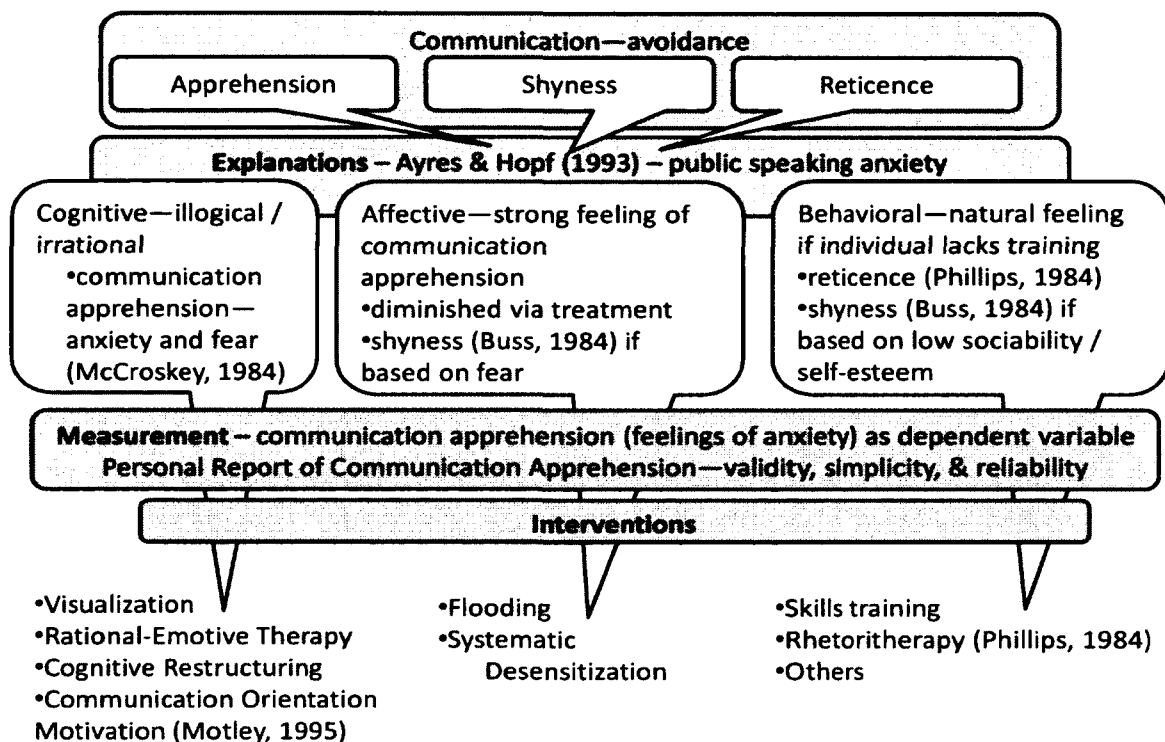 Communication—avoidance
Apprehension
Shyness
Reticence
Explanations – Ayres & Hopf (1993) – public speaking anxiety
Cognitive—illogical /
irrational
•communication
apprehension—
anxiety and fear
(McCroskey, 1984)
Affective—strong feeling of
communication
apprehension
•diminished via treatment
•shyness (Buss, 1984) if
based on fear
Behavioral—natural feeling
if individual lacks training
•reticence (Phillips, 1984)
•shyness (Buss, 1984) if
based on low sociability /
self-esteem
Measurement – communication apprehension (feelings of anxiety) as dependent variable
Personal Report of Communication Apprehension—validity, simplicity, & reliability
Interventions
•Visualization
•Rational-Emotive Therapy
•Cognitive Restructuring
•Communication Orientation
Motivation (Motley, 1995)
•Flooding
•Systematic
Desensitization
•Skills training
•Rhetoritherapy (Phillips, 1984)
•Others